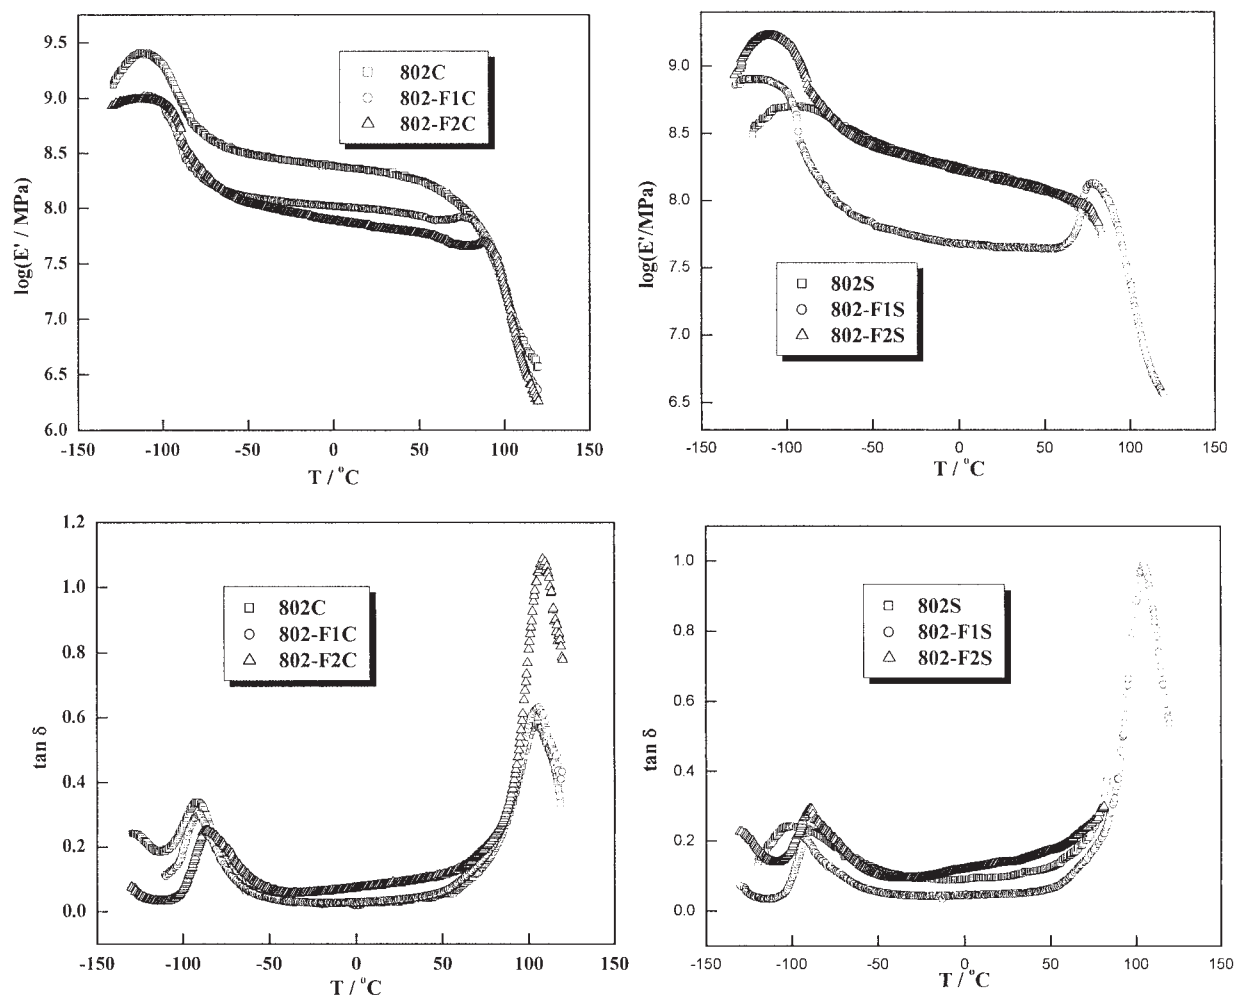 9.5
9.0
8.5
8.0
7.5
7.0
6.5
6.0
log(E' / MPa)
802C
802-F1C
802-F2C
-150 -100 -50 0 50 100 150
T / °C
9.0
8.5
8.0
7.5
7.0
6.5
log(E'/MPa)
802S
802-F1S
802-F2S
-150 -100 -50 0 50 100 150
T / °C
1.2
1.0
0.8
0.6
0.4
0.2
0.0
tan δ
802C
802-F1C
802-F2C
-150 -100 -50 0 50 100 150
T / °C
1.0
0.8
0.6
0.4
0.2
0.0
tan δ
802S
802-F1S
802-F2S
-150 -100 -50 0 50 100 150
T / °C